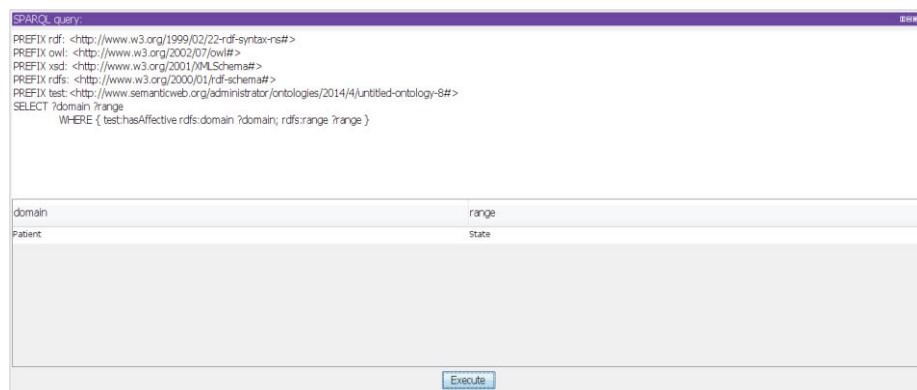 SPARQL query:
PREFIX rdf: <http://www.w3.org/1999/02/22-rdf-syntax-ns#>
PREFIX owl: <http://www.w3.org/2002/07/owl#>
PREFIX xsd: <http://www.w3.org/2001/XMLSchema#>
PREFIX rdfs: <http://www.w3.org/2000/01/rdf-schema#>
PREFIX test:<http://www.semanticweb.org/administrator/ontologies/2014/4/untitled-ontology-8#>
SELECT ?domain ?range
WHERE { test:hasAffective rdfs:domain ?domain; rdfs:range ?range }
domain range
Patient State
Execute